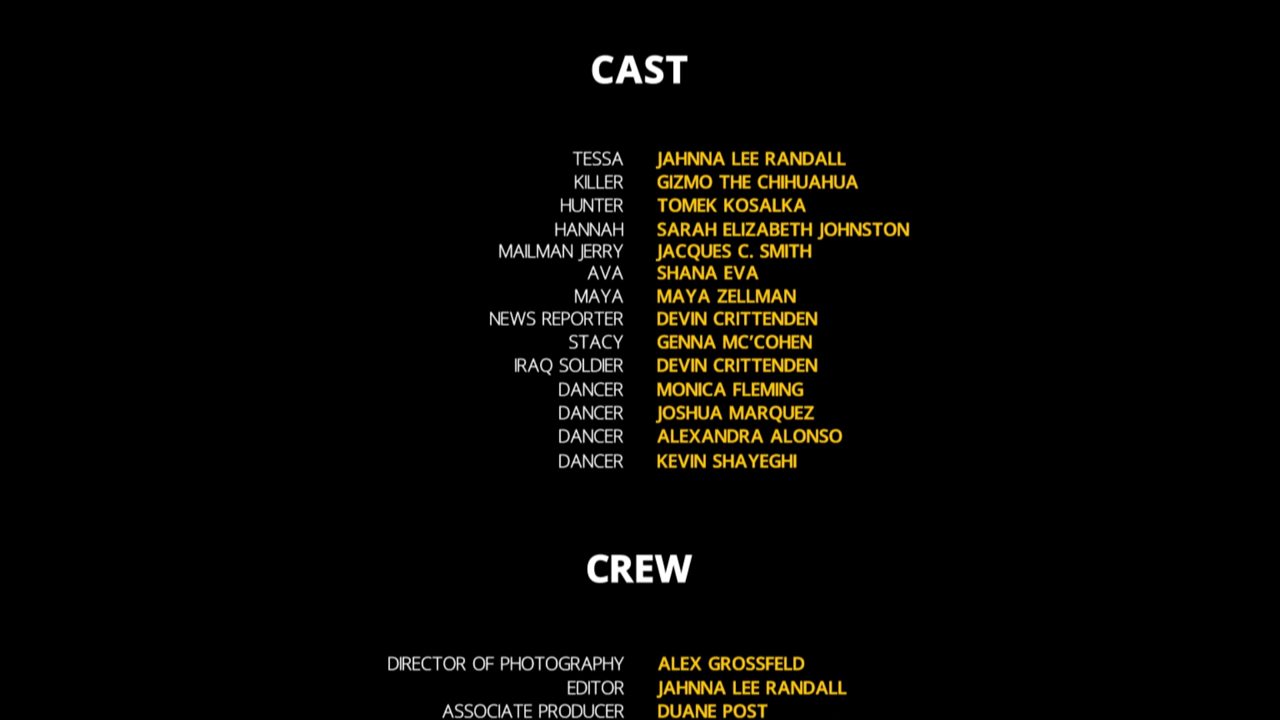 CAST
TESSA JAHNNA LEE RANDALL
KILLER GIZMO THE CHIHUAHUA
HUNTER TOMEK KOSALKA
HANNAH SARAH ELIZABETH JOHNSTON
MAILMAN JERRY JACQUES C. SMITH
AVA SHANA EVA
MAYA MAYA ZELLMAN
NEWS REPORTER DEVIN CRITTENDEN
STACY GENNA MC’COHEN
IRAQ SOLDIER DEVIN CRITTENDEN
DANCER MONICA FLEMING
DANCER JOSHUA MARQUEZ
DANCER ALEXANDRA ALONSO
DANCER KEVIN SHAYEGHI
CREW
DIRECTOR OF PHOTOGRAPHY ALEX GROSSFELD
EDITOR JAHNNA LEE RANDALL
ASSOCIATE PRODUCER DUANE POST